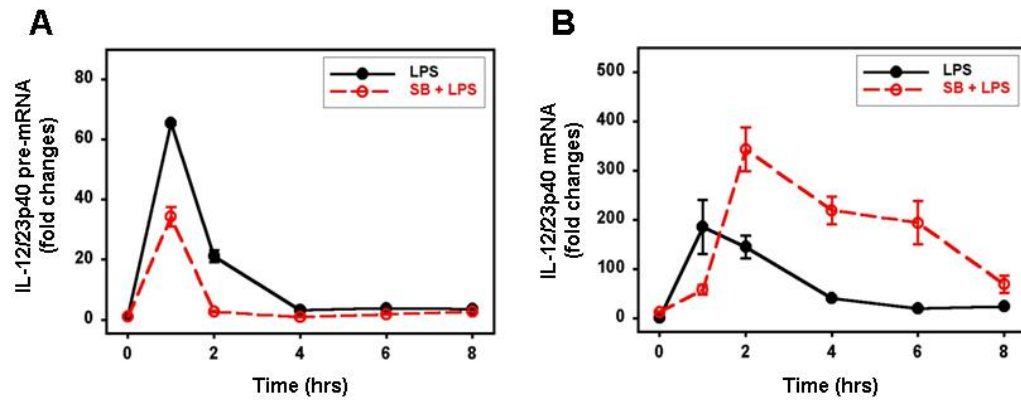 A
IL-12/23p40 pre-mRNA
(fold changes)
80
60
40
20
0
LPS
SB + LPS
0 2 4 6 8
Time (hrs)
B
IL-12/23p40 mRNA
(fold changes)
500
400
300
200
100
0
LPS
SB + LPS
0 2 4 6 8
Time (hrs)